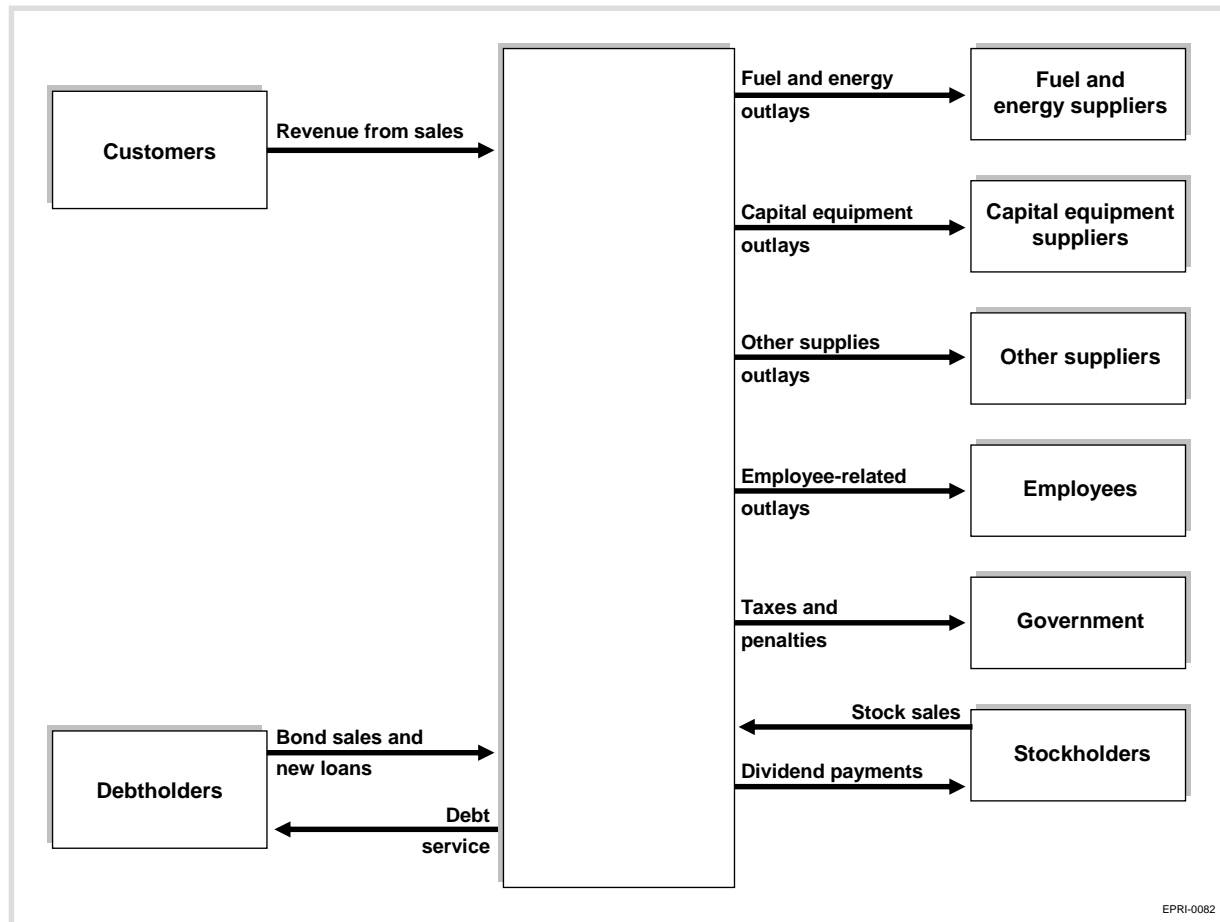 Customers
Revenue from sales
Fuel and energy
outlays
Fuel and
energy suppliers
Capital equipment
outlays
Capital equipment
suppliers
Other supplies
outlays
Other suppliers
Employee-related
outlays
Employees
Taxes and
penalties
Government
Debtholders
Bond sales and
new loans
Debt
service
Stock sales
Dividend payments
Stockholders
EPRI-0082